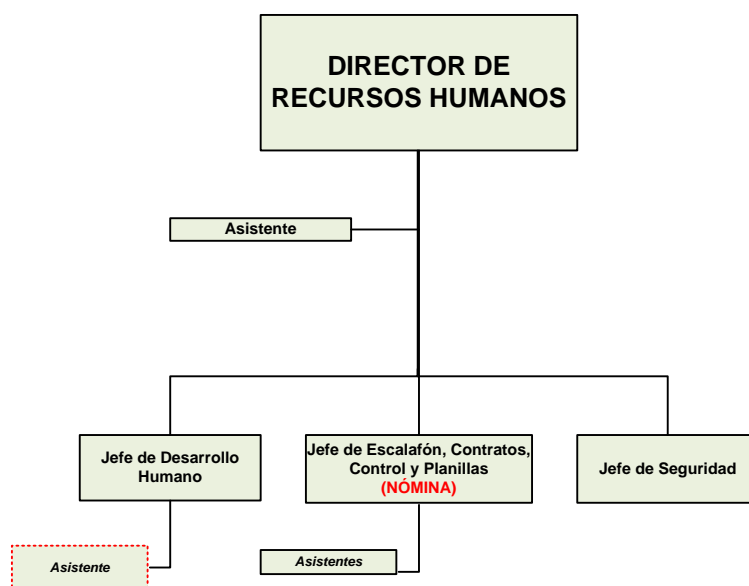 DIRECTOR DE
RECURSOS HUMANOS
Asistente
Jefe de Desarrollo
Humano
Jefe de Escalafón, Contratos,
Control y Planillas
(NÓMINA)
Jefe de Seguridad
Asistente
Asistentes